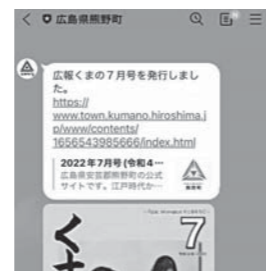 広島県熊野町
広報くまの7月号を発行しまし
た。
https://
www.town.kumano.hiroshima.j
p/www/contents/
1656543985666/index.html
2022年7月号(令和4…
広島県安芸郡熊野町の公式
サイトです。江戸時代か…
7
くま